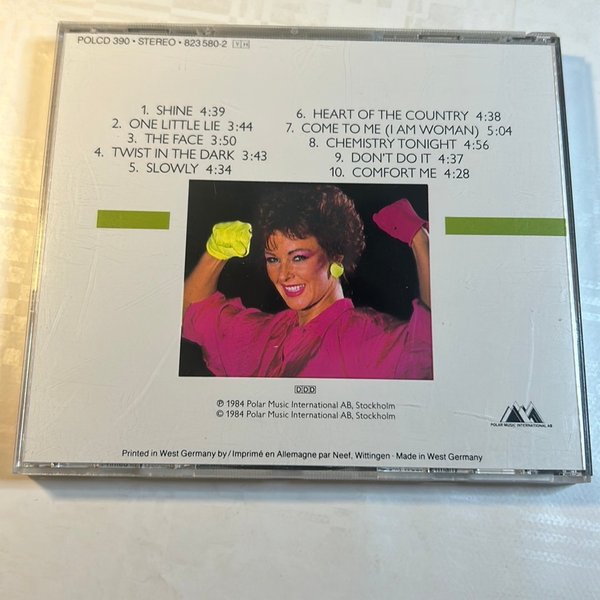 POLCD 390 • STEREO • 823 580-2 Y H
1. SHINE 4:39
2. ONE LITTLE LIE 3:44
3. THE FACE 3:50
4. TWIST IN THE DARK 3:43
5. SLOWLY 4:34
6. HEART OF THE COUNTRY 4:38
7. COME TO ME (I AM WOMAN) 5:04
8. CHEMISTRY TONIGHT 4:56
9. DON'T DO IT 4:37
10. COMFORT ME 4:28
DDD
℗ 1984 Polar Music International AB, Stockholm
© 1984 Polar Music International AB, Stockholm
POLAR MUSIC INTERNATIONAL AB
Printed in West Germany by / Imprimé en Allemagne par Neef, Wittingen · Made in West Germany